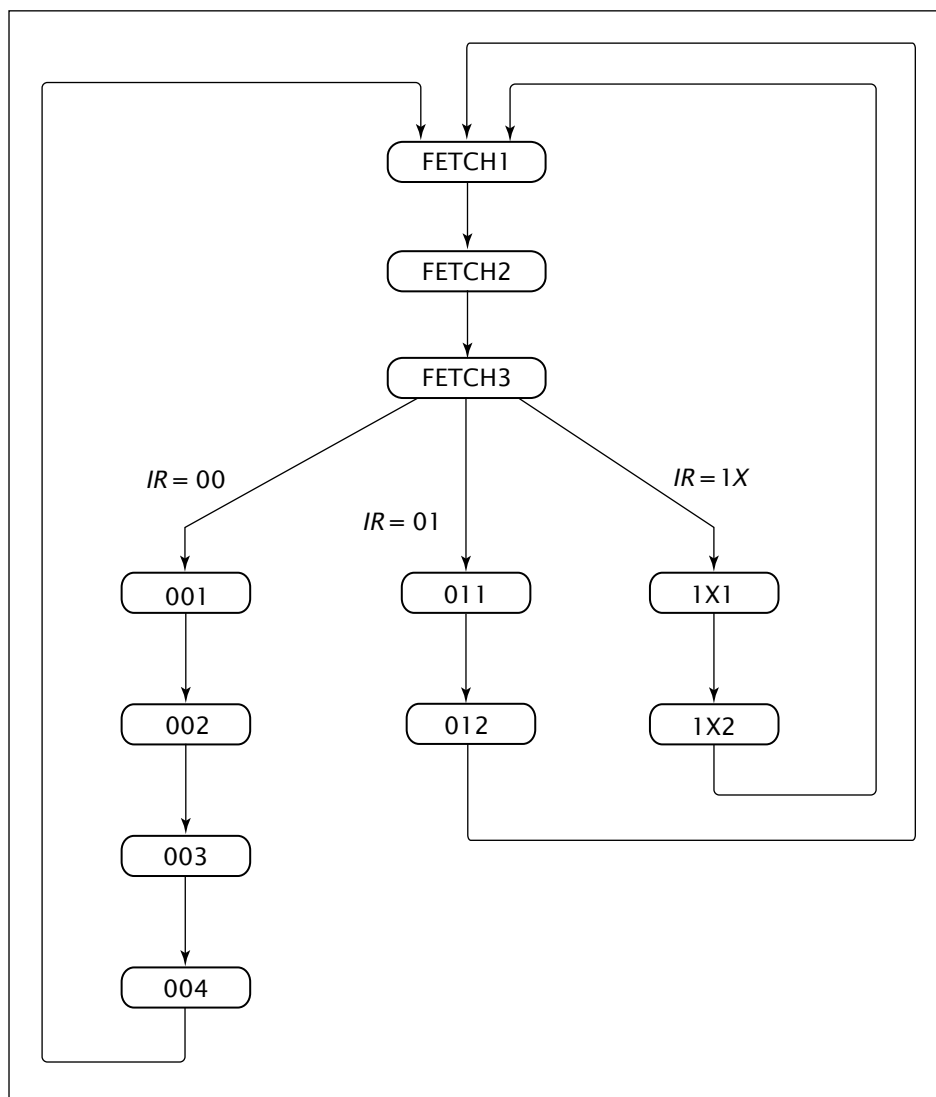 FETCH1
FETCH2
FETCH3
IR = 00
IR = 01
IR = 1X
001
011
1X1
002
012
1X2
003
004